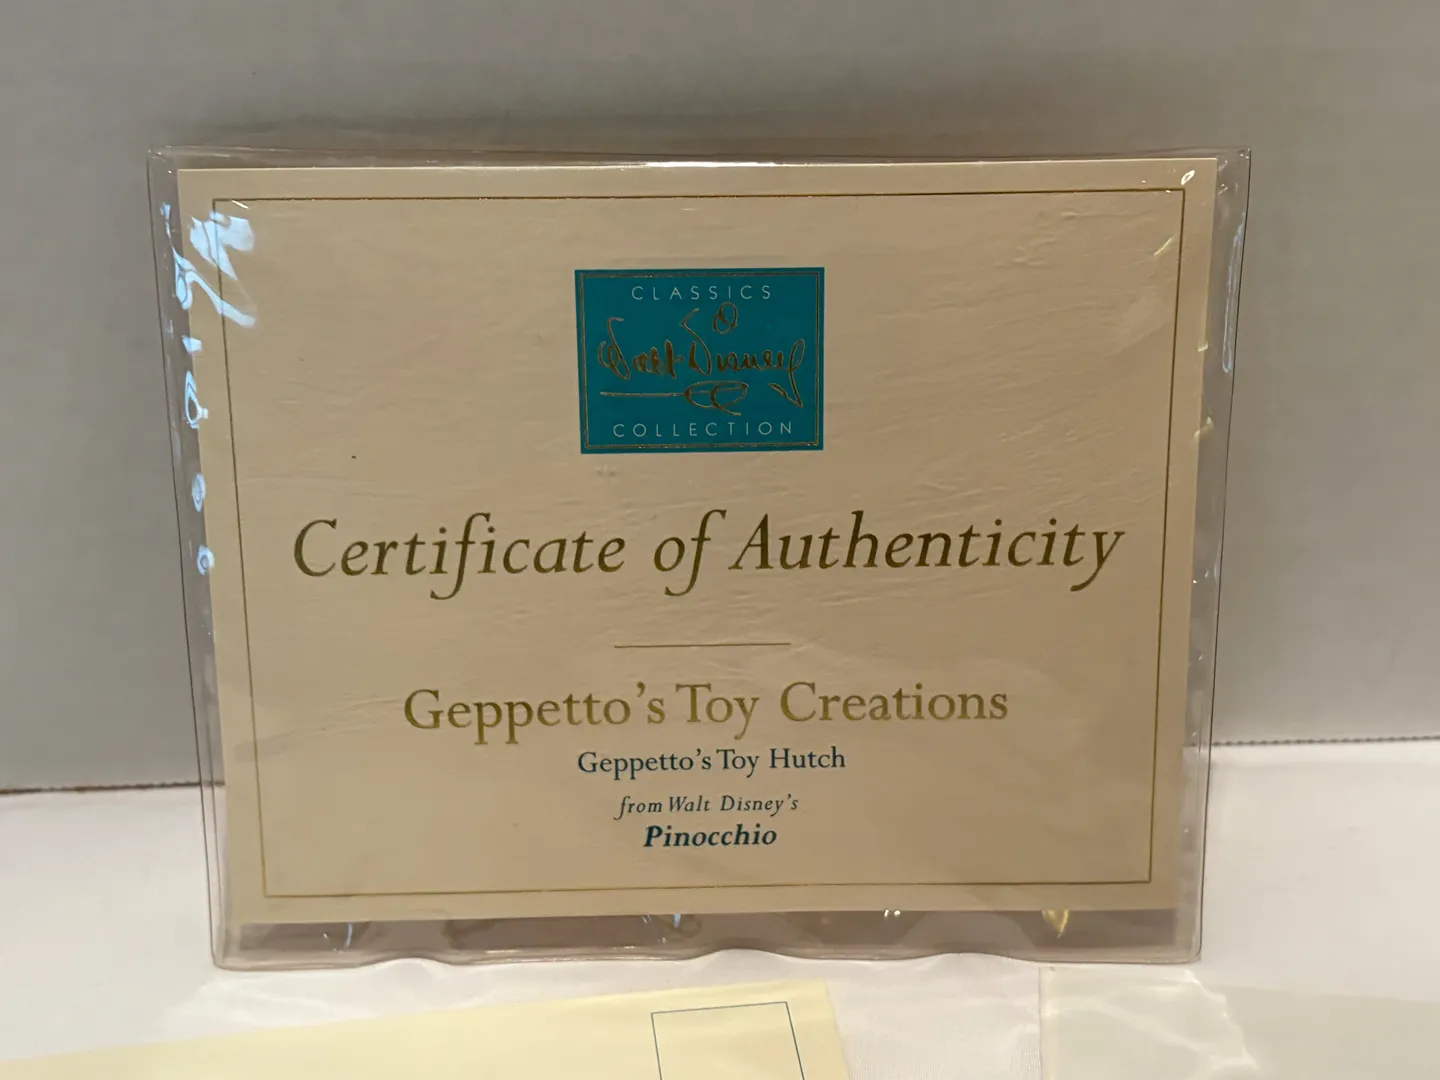 CLASSICS
Walt Disney
COLLECTION
Certificate of Authenticity
Geppetto's Toy Creations
Geppetto's Toy Hutch
from Walt Disney's
Pinocchio